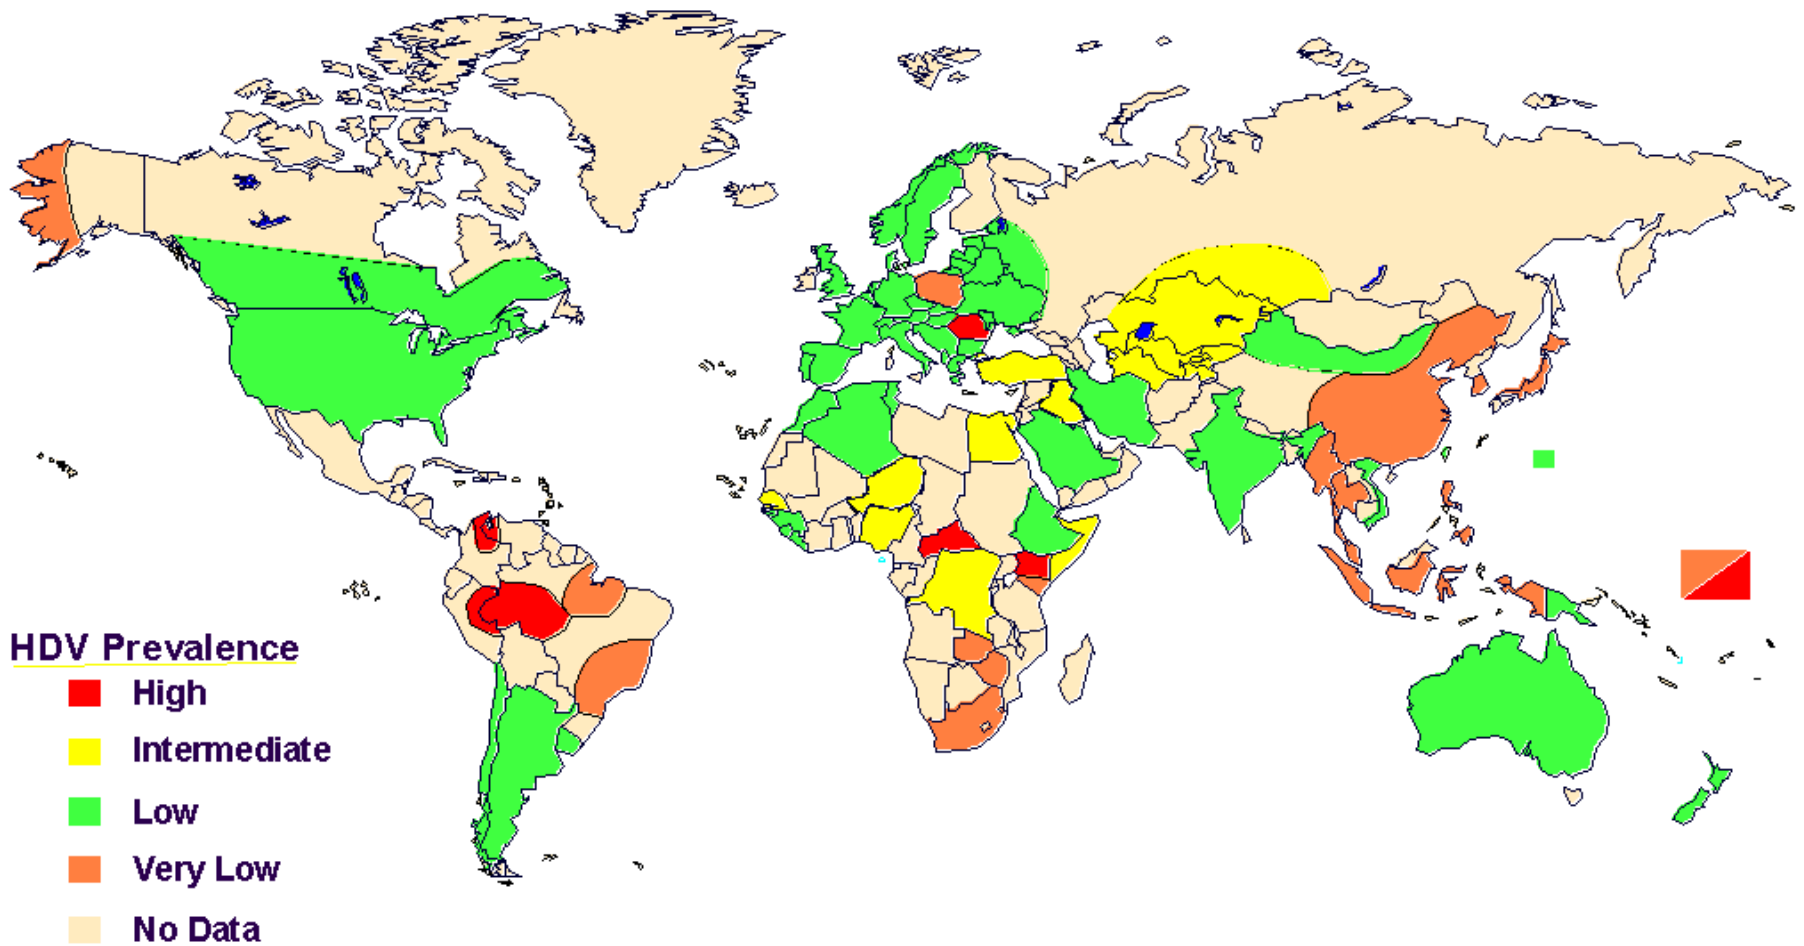 HDV Prevalence
High
Intermediate
Low
Very Low
No Data